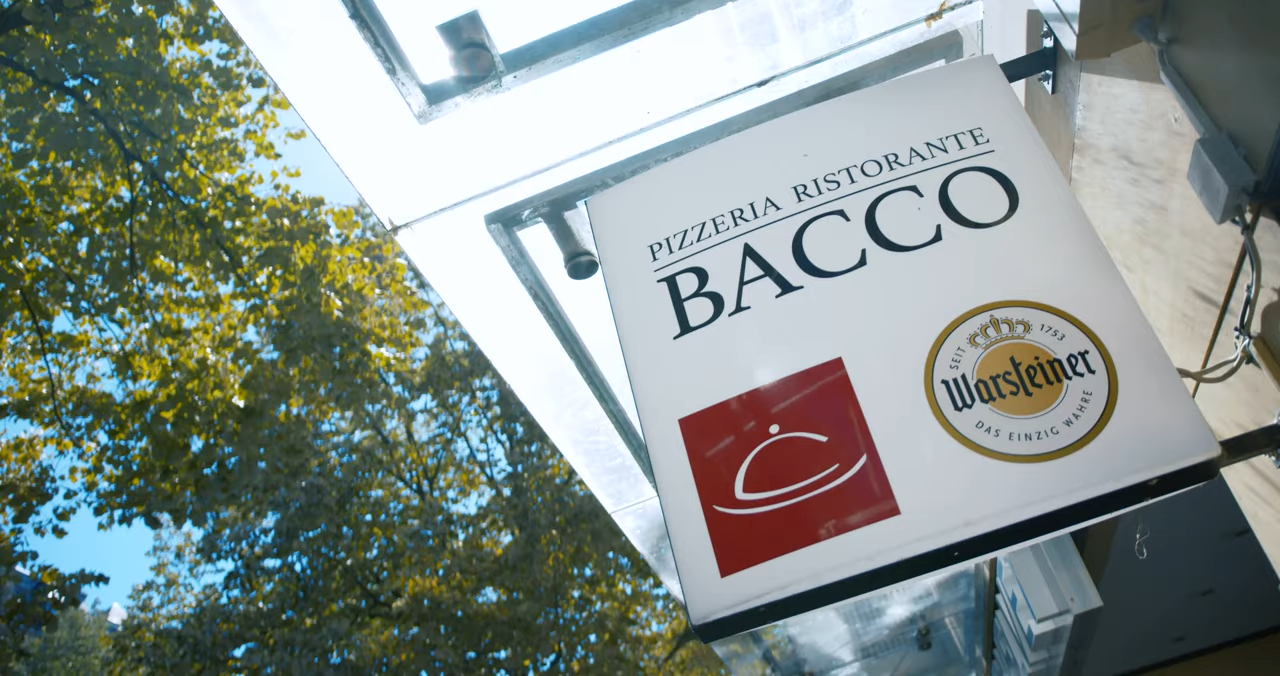 PIZZERIA RISTORANTE
BACCO
SEIT 1753
Warsteiner
DAS EINZIG WAHRE